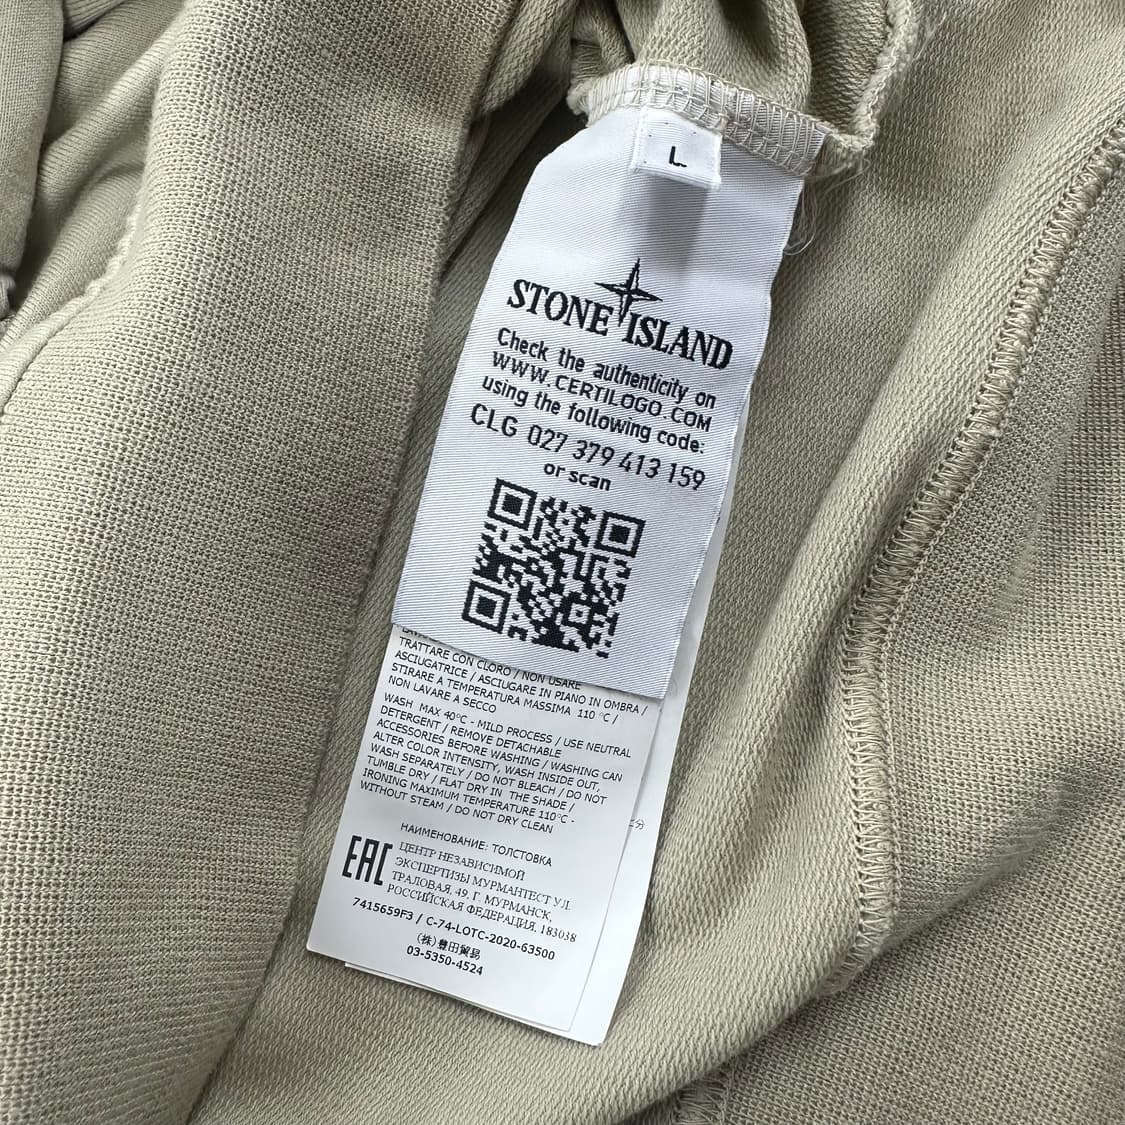 L
STONE ISLAND
Check the authenticity on
WWW.CERTILOGO.COM
using the following code:
CLG 027 379 413 159
or scan
TRATTARE CON CLORO / NON USARE
ASCIUGATRICE / ASCIUGARE IN PIANO IN OMBRA /
STIRARE A TEMPERATURA MASSIMA 110 °C /
NON LAVARE A SECCO
WASH MAX 40°C - MILD PROCESS / USE NEUTRAL
DETERGENT / REMOVE DETACHABLE
ACCESSORIES BEFORE WASHING / WASHING CAN
ALTER COLOR INTENSITY, WASH INSIDE OUT,
WASH SEPARATELY / DO NOT BLEACH / DO NOT
TUMBLE DRY / FLAT DRY IN THE SHADE /
IRONING MAXIMUM TEMPERATURE 110°C -
WITHOUT STEAM / DO NOT DRY CLEAN
НАИМЕНОВАНИЕ: ТОЛСТОВКА
EAC
ЦЕНТР НЕЗАВИСИМОЙ
ЭКСПЕРТИЗЫ МУРМАНТЕСТ УЛ.
ТРАЛОВАЯ, 49. Г. МУРМАНСК,
РОССИЙСКАЯ ФЕДЕРАЦИЯ, 183038
7415659F3 / C-74-LOTC-2020-63500
(株)豊田貿易
03-5350-4524